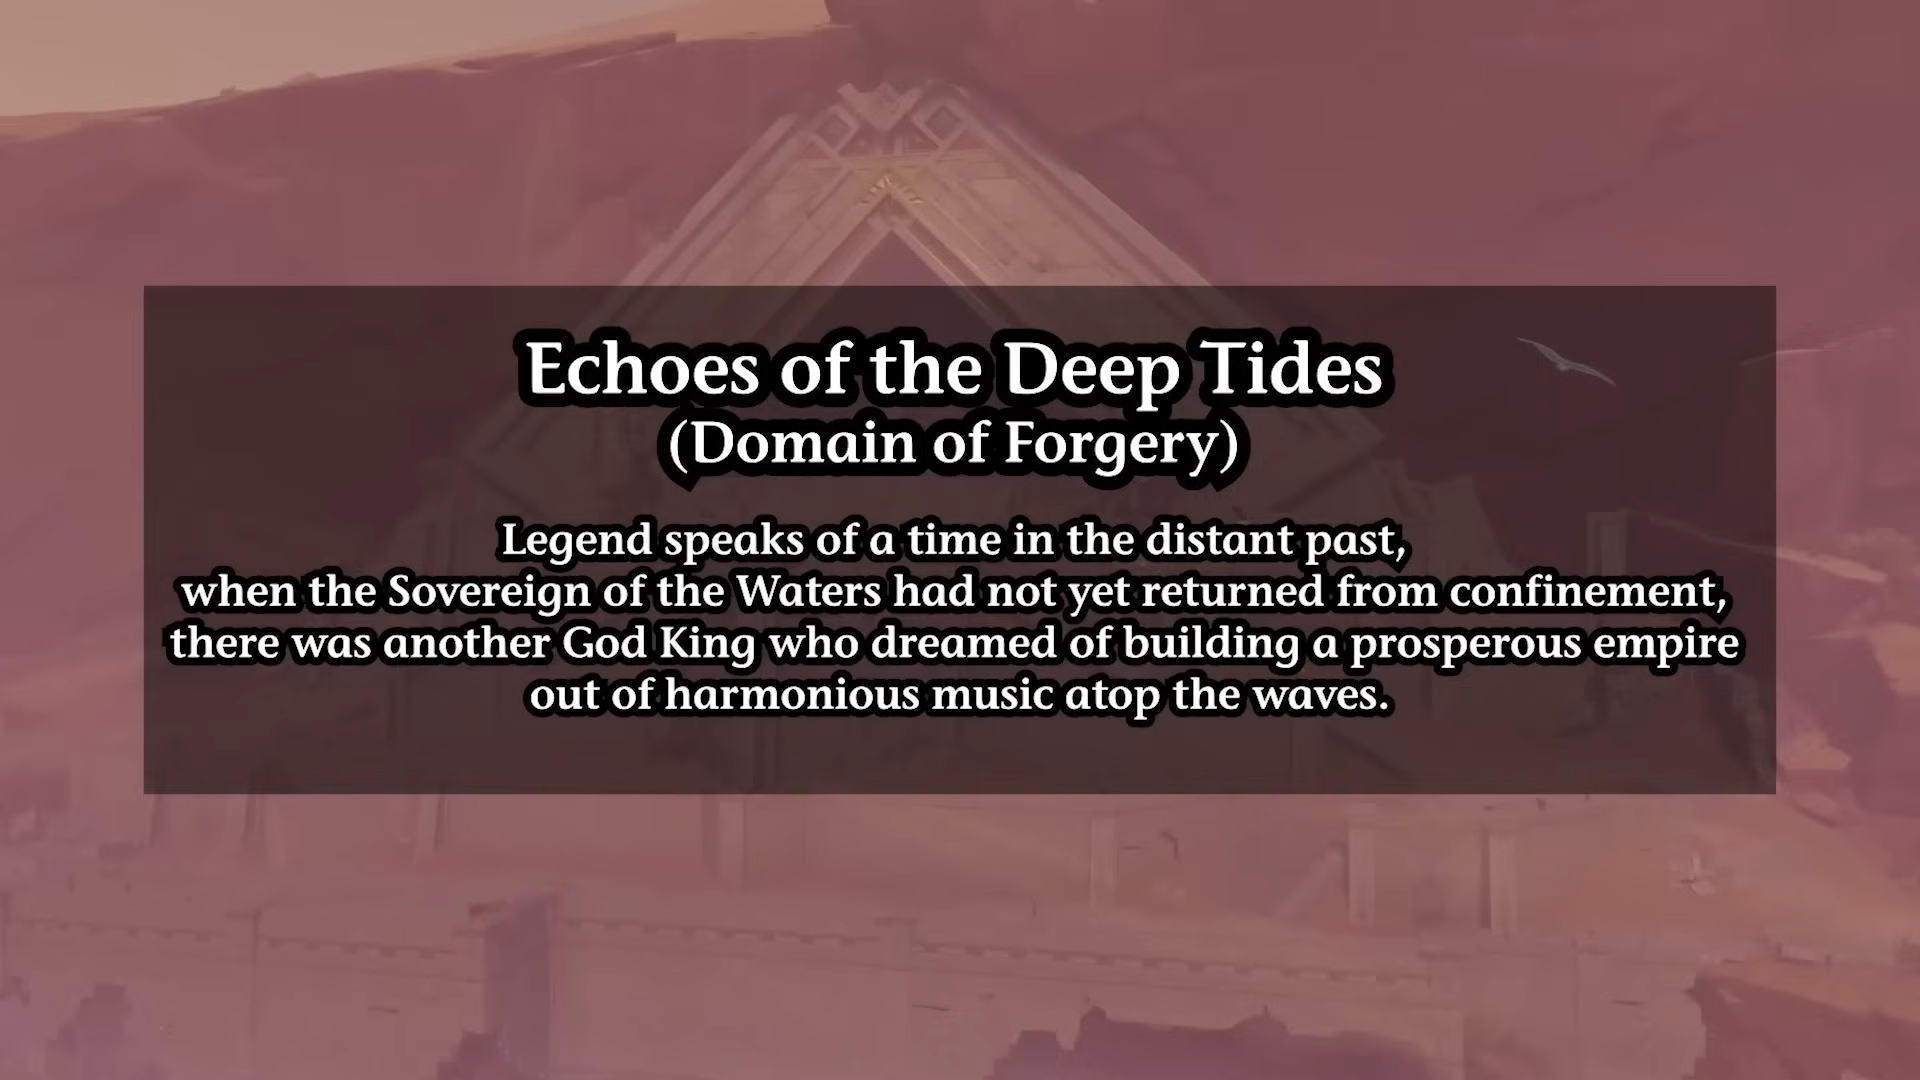 Echoes of the Deep Tides
(Domain of Forgery)
Legend speaks of a time in the distant past,
when the Sovereign of the Waters had not yet returned from confinement,
there was another God King who dreamed of building a prosperous empire
out of harmonious music atop the waves.